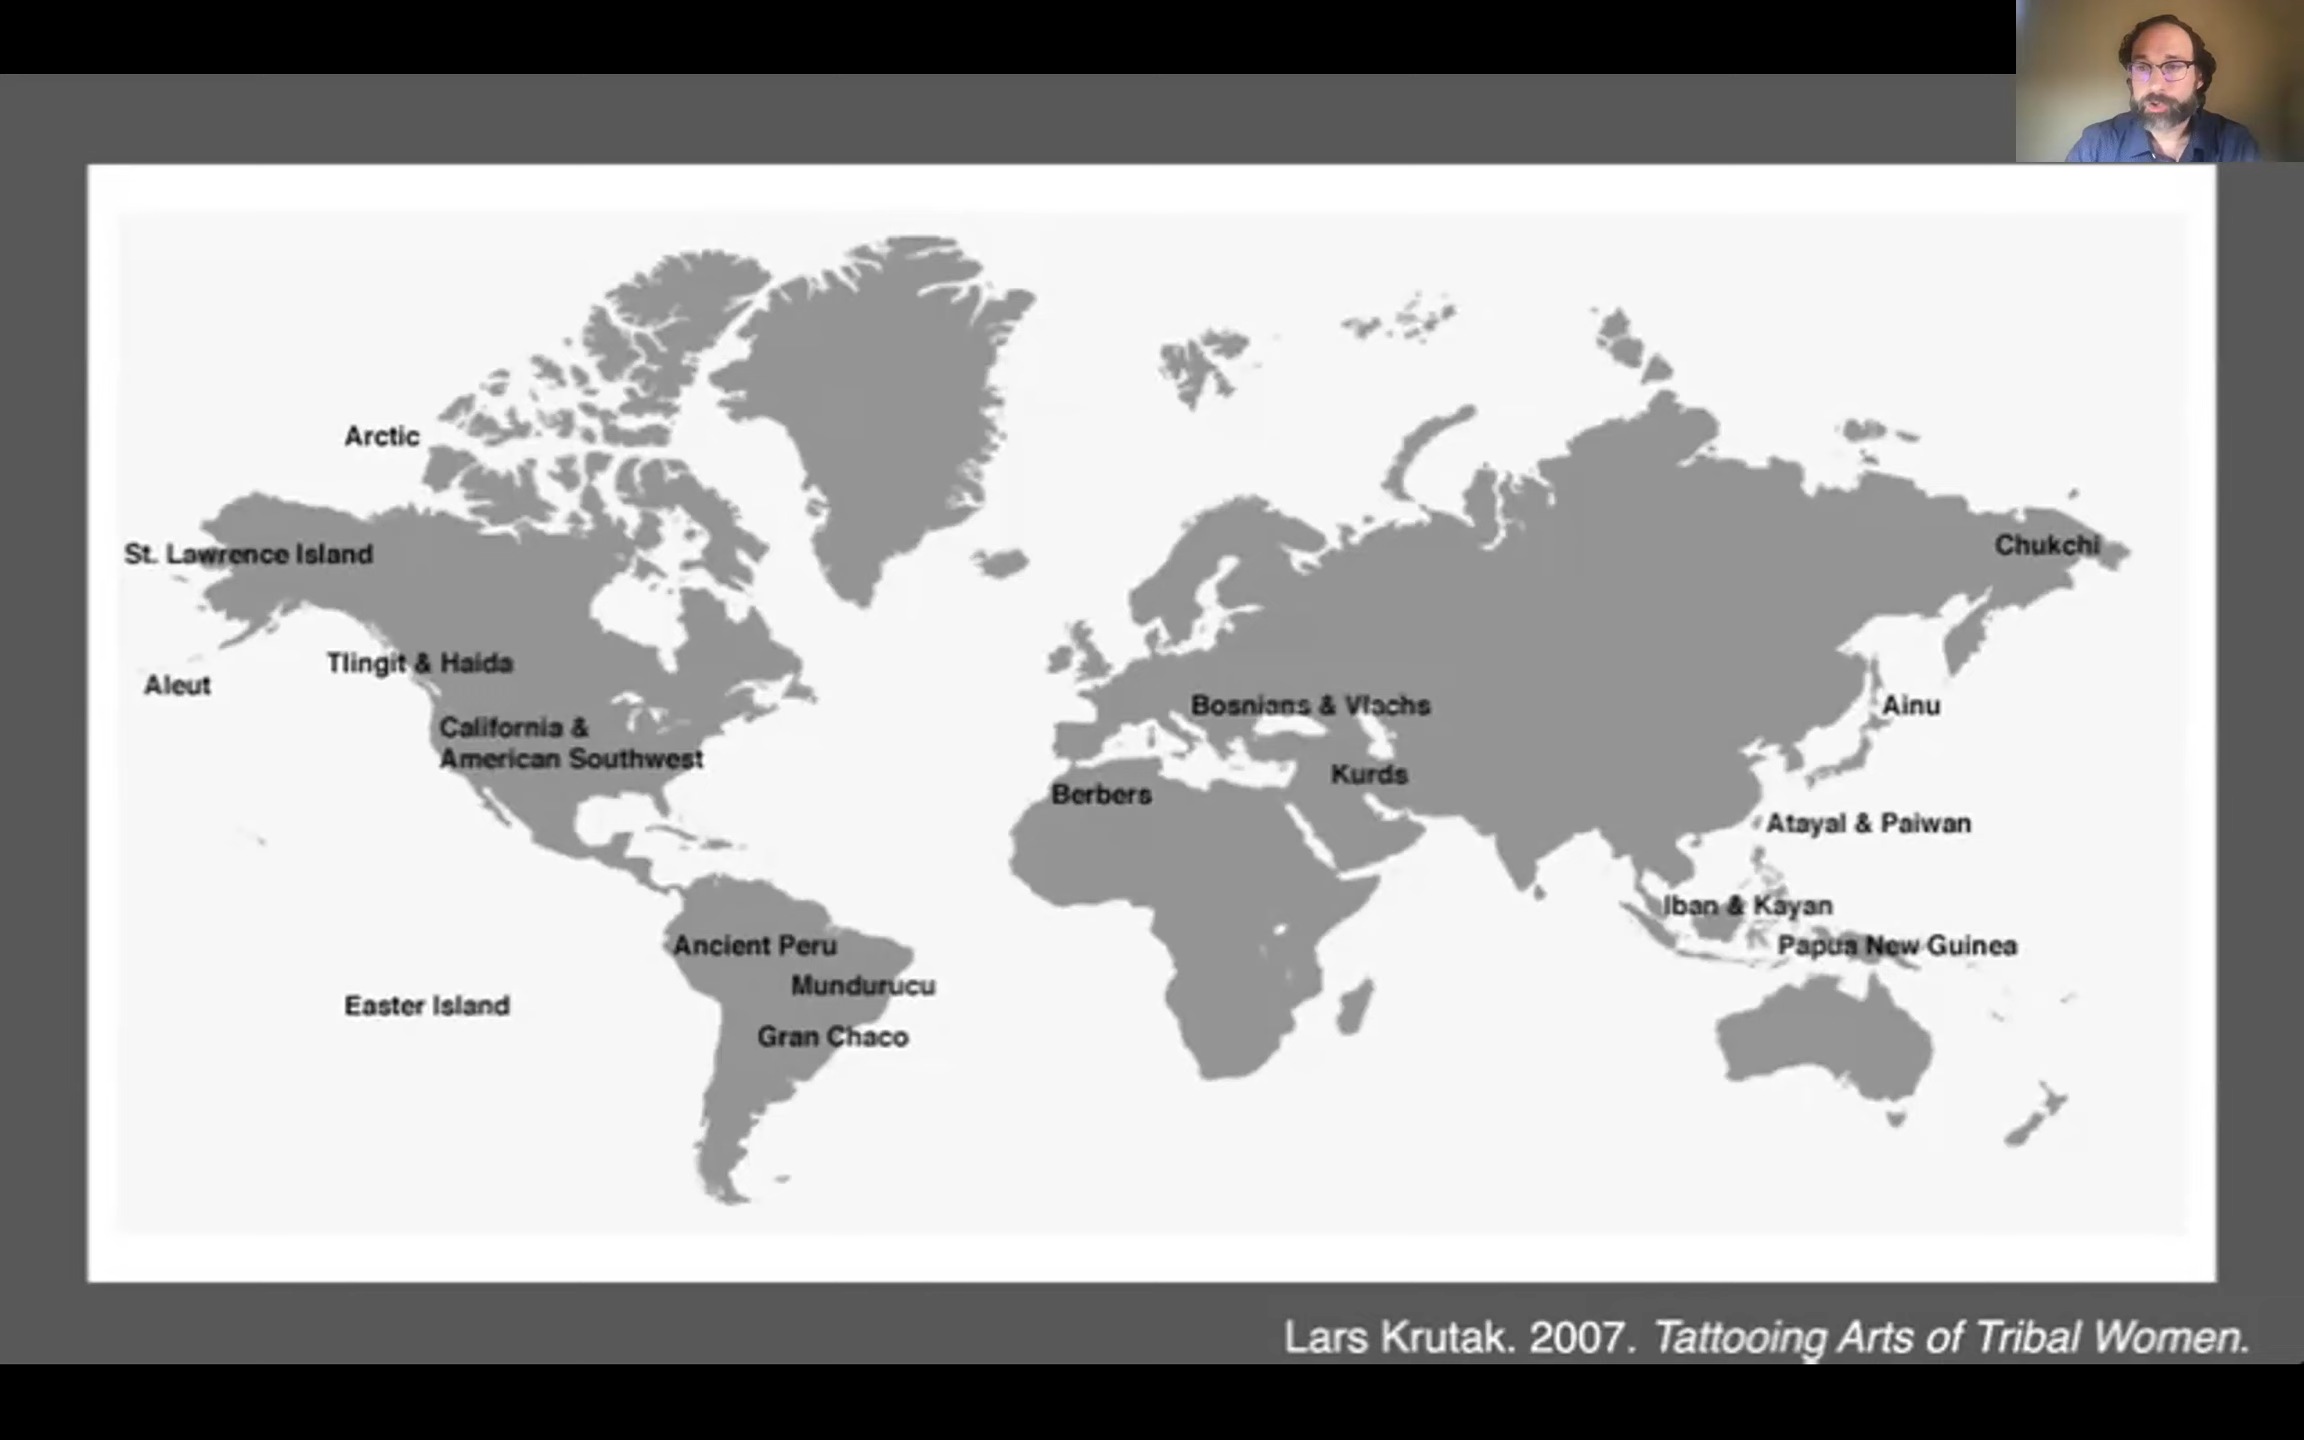 Arctic
St. Lawrence Island
Chukchi
Tlingit & Haida
Aleut
Bosnians & Vlachs
Ainu
California &
American Southwest
Kurds
Berbers
Atayal & Paiwan
Iban & Kayan
Ancient Peru
Papua New Guinea
Mundurucu
Easter Island
Gran Chaco
Lars Krutak. 2007. Tattooing Arts of Tribal Women.